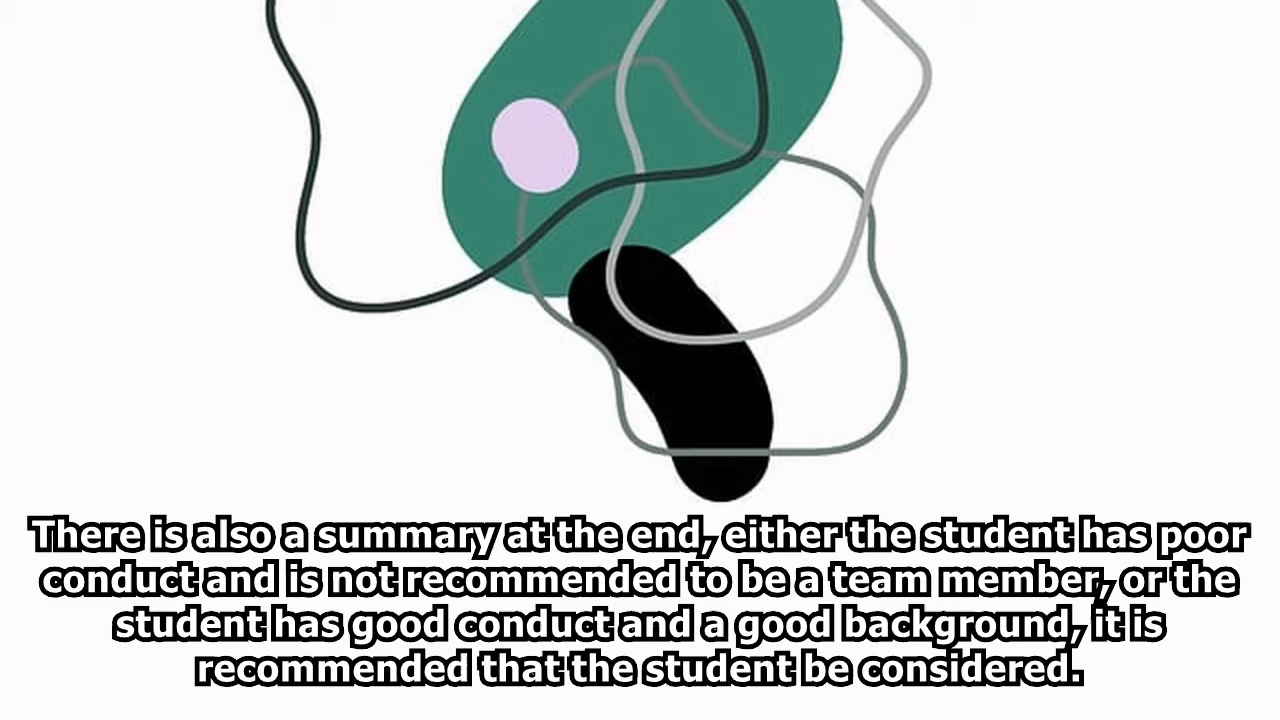 There is also a summary at the end, either the student has poor
conduct and is not recommended to be a team member, or the
student has good conduct and a good background, it is
recommended that the student be considered.